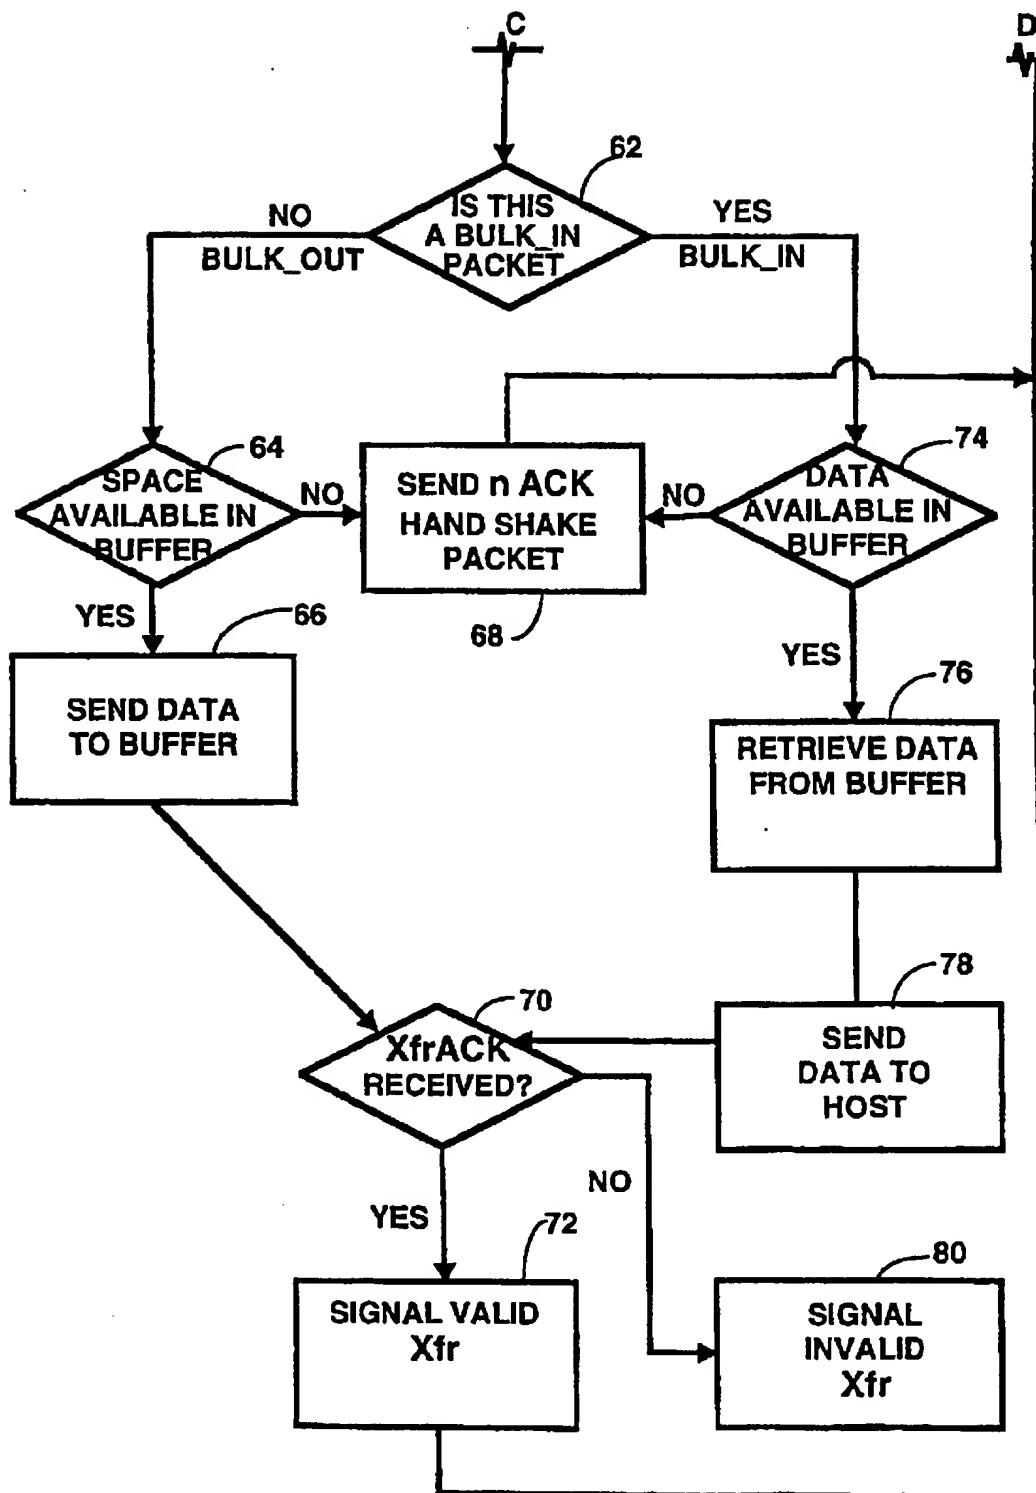 C
D
62
IS THIS
A BULK_IN
PACKET
NO
BULK_OUT
YES
BULK_IN
64
SPACE
AVAILABLE IN
BUFFER
NO
SEND n ACK
HAND SHAKE
PACKET
68
NO
74
DATA
AVAILABLE IN
BUFFER
YES
66
SEND DATA
TO BUFFER
YES
76
RETRIEVE DATA
FROM BUFFER
78
SEND
DATA TO
HOST
70
XfrACK
RECEIVED?
NO
YES
72
SIGNAL VALID
Xfr
80
SIGNAL
INVALID
Xfr